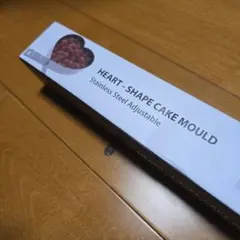 HEART - SHAPE CAKE MOULD
Stainless Steel Adjustable